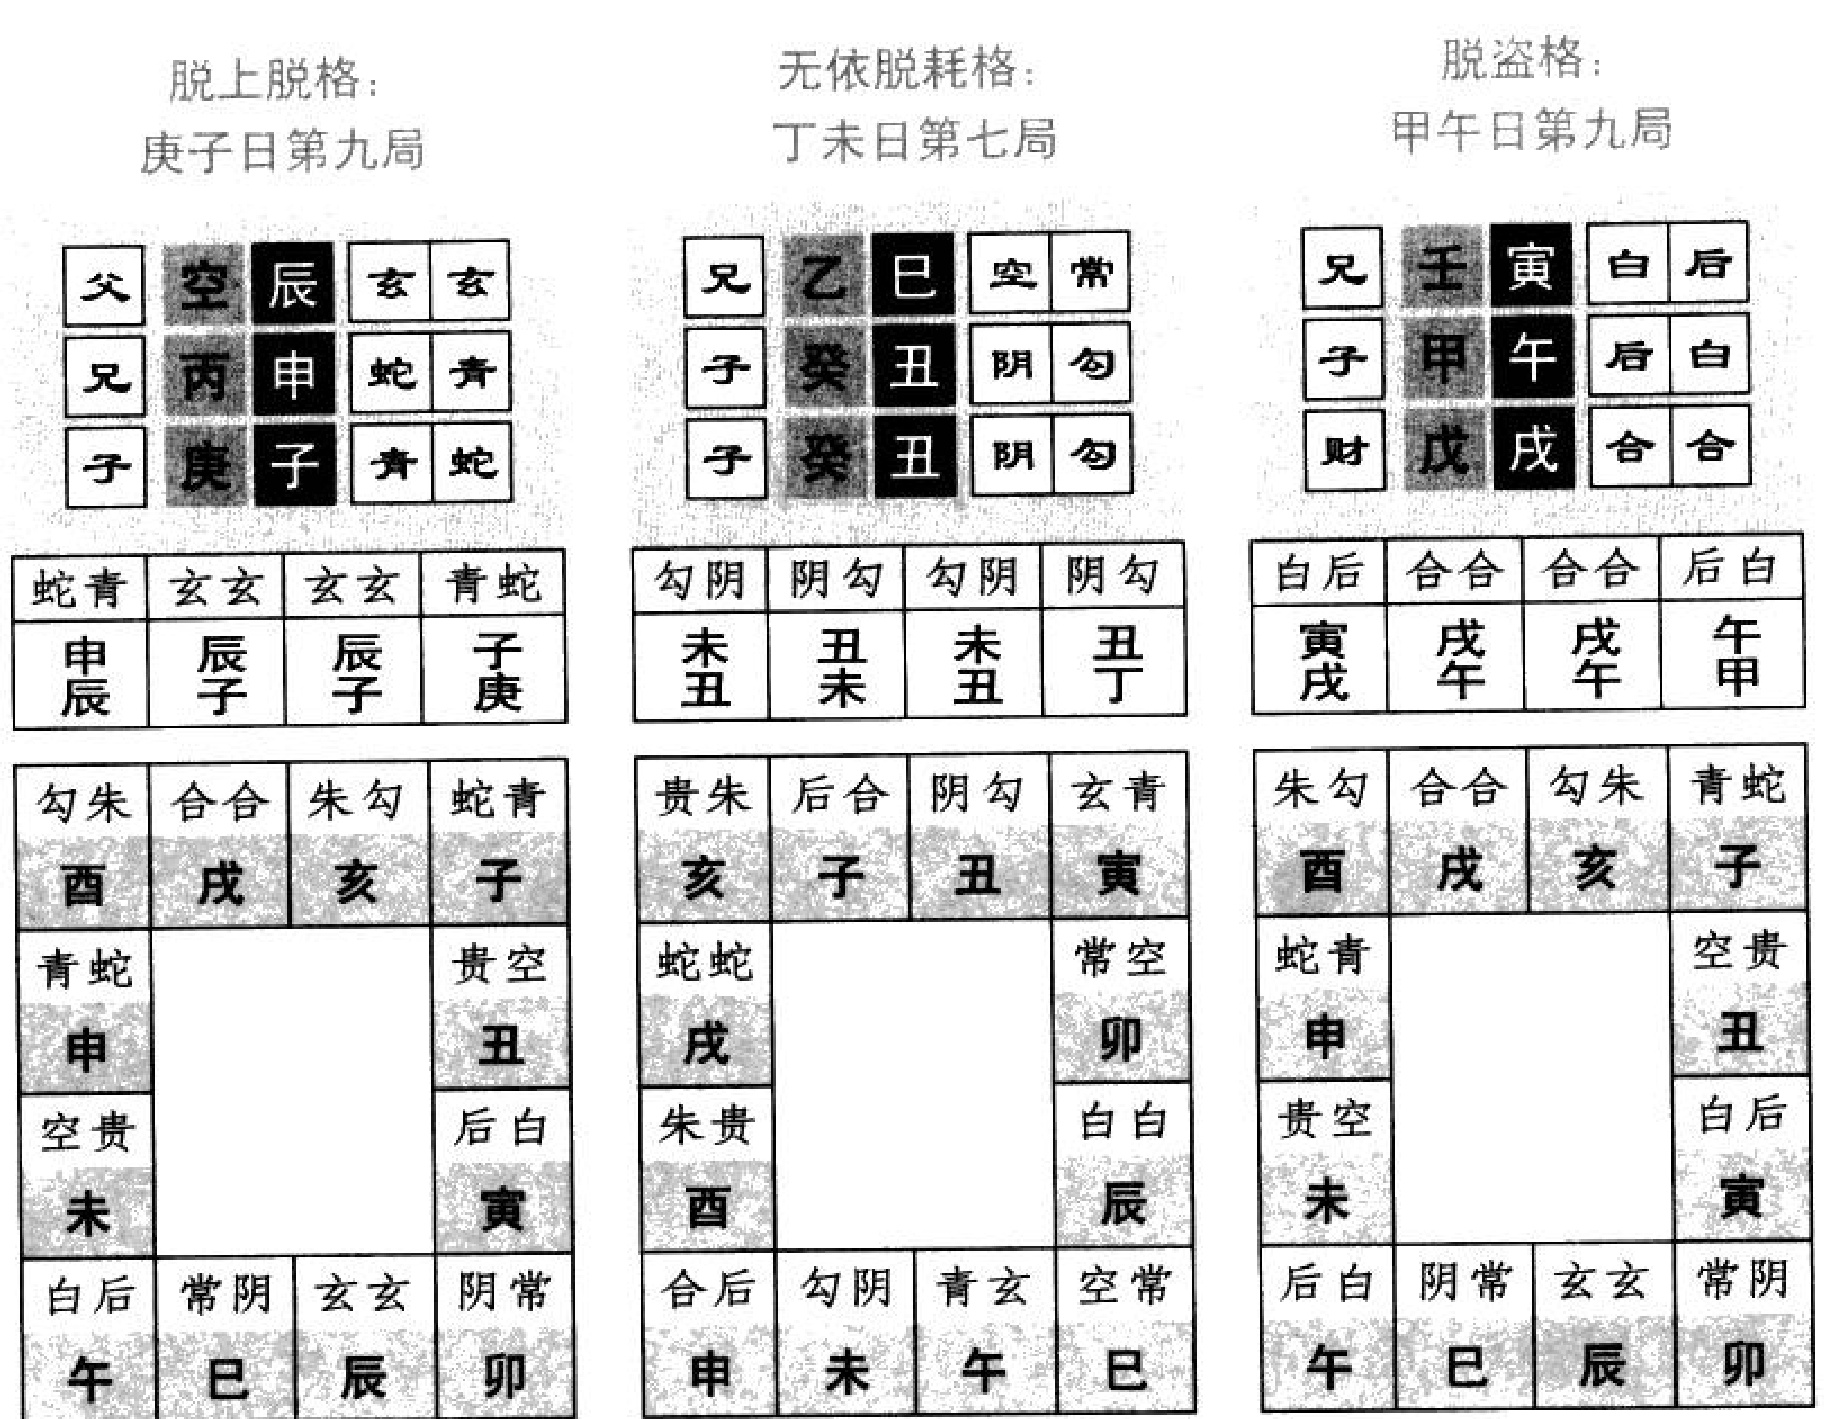 脱上脱格：
庚子日第九局
父 空 辰 玄 玄
兄 丙 申 蛇 青
子 庚 子 青 蛇
蛇青 玄玄 玄玄 青蛇
申 辰 辰 子
辰 子 子 庚
勾朱 合合 朱勾 蛇青
酉 戌 亥 子
青蛇 贵空
申 丑
空贵 后白
未 寅
白后 常阴 玄玄 阴常
午 巳 辰 卯
无依脱耗格：
丁未日第七局
兄 乙 巳 空 常
子 癸 丑 阴 勾
子 癸 丑 阴 勾
勾阴 阴勾 勾阴 阴勾
未 丑 未 丑
丑 未 丑 丁
贵朱 后合 阴勾 玄青
亥 子 丑 寅
蛇蛇 常空
戌 卯
朱贵 白白
酉 辰
合后 勾阴 青玄 空常
申 未 午 巳
脱盗格：
甲午日第九局
兄 壬 寅 白 后
子 甲 午 后 白
财 戊 戌 合 合
白后 合合 合合 后白
寅 戌 戌 午
戌 午 午 甲
朱勾 合合 勾朱 青蛇
酉 戌 亥 子
蛇青 空贵
申 丑
贵空 白后
未 寅
后白 阴常 玄玄 常阴
午 巳 辰 卯